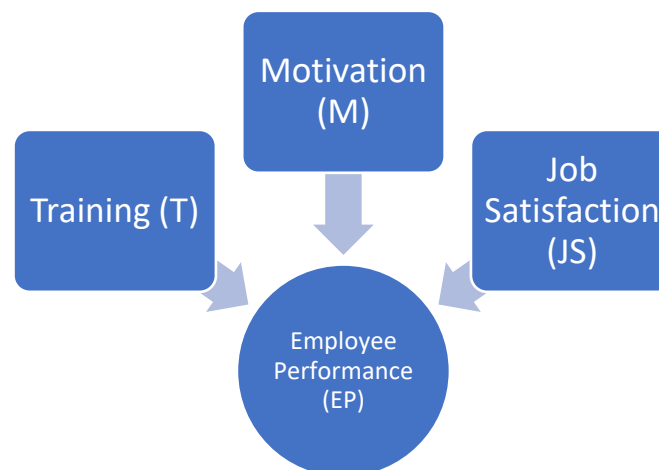 Motivation
(M)
Training (T)
Job
Satisfaction
(JS)
Employee
Performance
(EP)